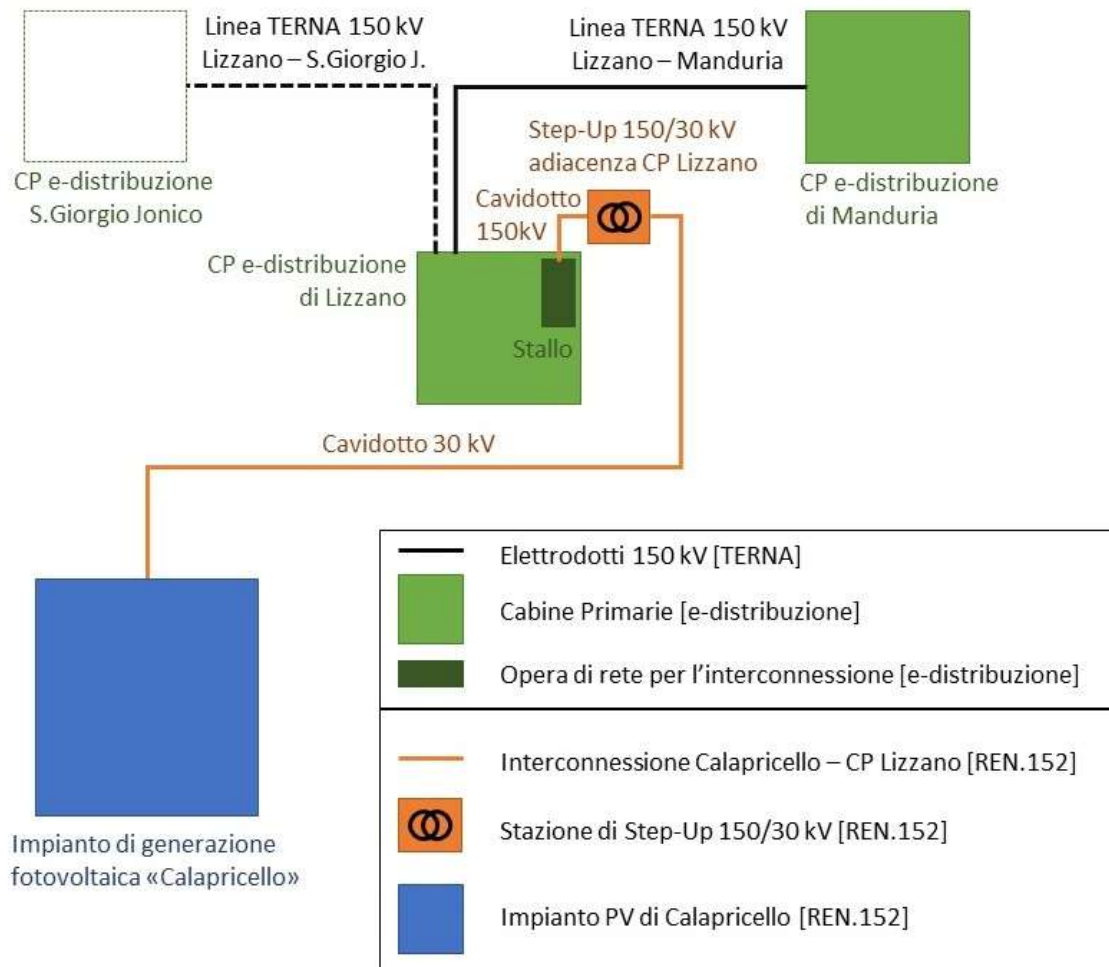 Linea TERNA 150 kV
Lizzano – S.Giorgio J.
Linea TERNA 150 kV
Lizzano – Manduria
Step-Up 150/30 kV
adiacenza CP Lizzano
CP e-distribuzione
S.Giorgio Jonico
CP e-distribuzione
di Manduria
Cavidotto
150kV
CP e-distribuzione
di Lizzano
Stallo
Cavidotto 30 kV
Impianto di generazione
fotovoltaica «Calapricello»
Elettrodotti 150 kV [TERNA]
Cabine Primarie [e-distribuzione]
Opera di rete per l’interconnessione [e-distribuzione]
Interconnessione Calapricello – CP Lizzano [REN.152]
Stazione di Step-Up 150/30 kV [REN.152]
Impianto PV di Calapricello [REN.152]